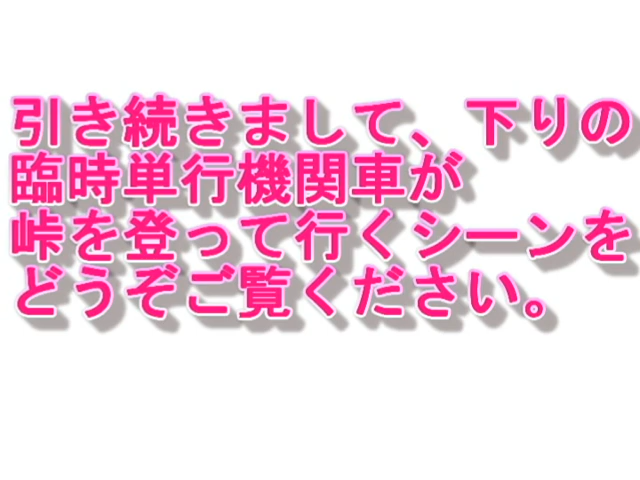 引き続きまして、下りの
臨時単行機関車が
峠を登って行くシーンを
どうぞご覧ください。